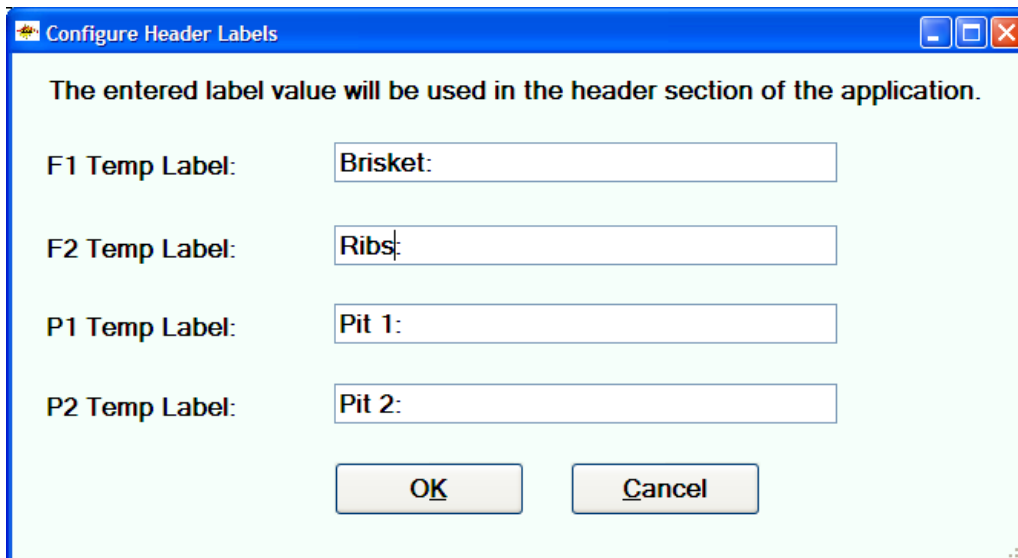 Configure Header Labels
The entered label value will be used in the header section of the application.
F1 Temp Label: Brisket:
F2 Temp Label: Ribs:
P1 Temp Label: Pit 1:
P2 Temp Label: Pit 2:
OK Cancel